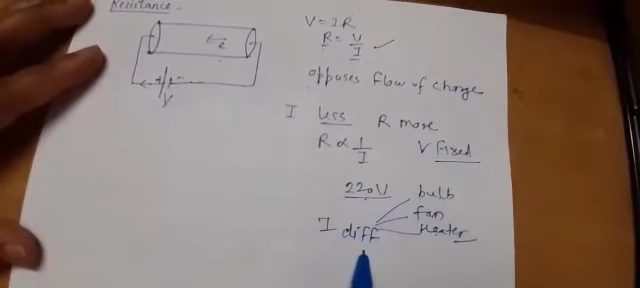 Resistance.
V = IR
R = V/I ✓
← e
+ -
V
opposes flow of charge
I less R more
R ∝ 1/I V Fixed
220V
bulb
fan
I diff Heater